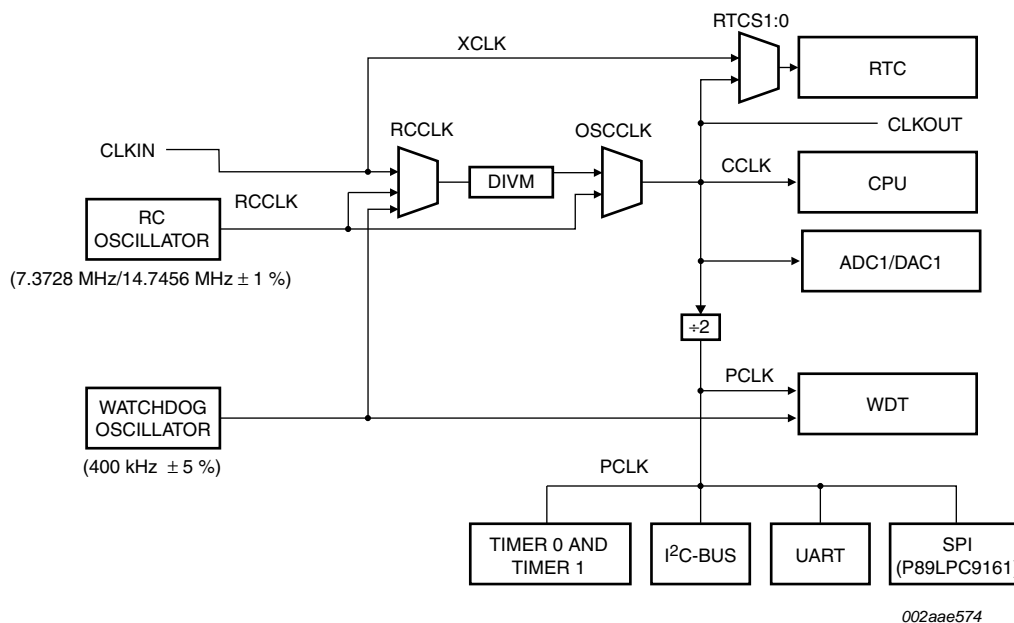 RTCS1:0
XCLK
RTC
RCCLK
OSCCLK
CLKOUT
CLKIN
CCLK
DIVM
CPU
RCCLK
RC
OSCILLATOR
(7.3728 MHz/14.7456 MHz ± 1 %)
ADC1/DAC1
÷2
PCLK
WATCHDOG
OSCILLATOR
WDT
(400 kHz ± 5 %)
PCLK
TIMER 0 AND
TIMER 1
I²C-BUS
UART
SPI
(P89LPC9161)
002aae574